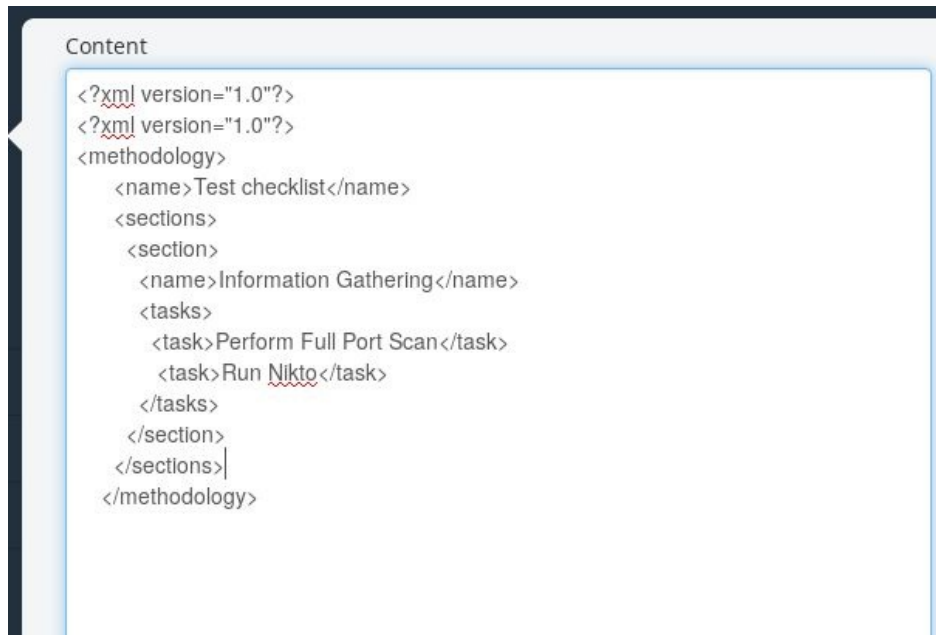 Content
<?xml version="1.0"?>
<?xml version="1.0"?>
<methodology>
<name>Test checklist</name>
<sections>
<section>
<name>Information Gathering</name>
<tasks>
<task>Perform Full Port Scan</task>
<task>Run Nikto</task>
</tasks>
</section>
</sections>
</methodology>